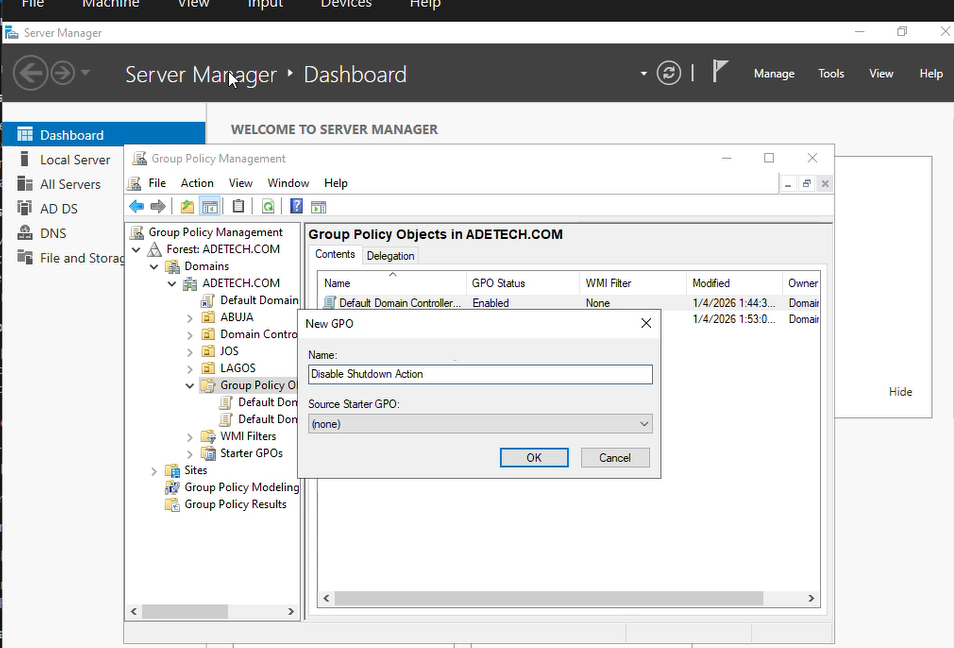 File Machine View Input Devices Help
Server Manager
Server Manager Dashboard
Manage Tools View Help
Dashboard
Local Server
All Servers
AD DS
DNS
File and Storag
WELCOME TO SERVER MANAGER
Hide
Group Policy Management
File Action View Window Help
Group Policy Management
Forest: ADETECH.COM
Domains
ADETECH.COM
Default Domain
ABUJA
Domain Contro
JOS
LAGOS
Group Policy Ob
Default Don
Default Don
WMI Filters
Starter GPOs
Sites
Group Policy Modeling
Group Policy Results
Group Policy Objects in ADETECH.COM
Contents Delegation
Name GPO Status WMI Filter Modified Owner
Default Domain Controller... Enabled None 1/4/2026 1:44:3... Domain
1/4/2026 1:53:0... Domain
New GPO
Name:
Disable Shutdown Action
Source Starter GPO:
(none)
OK Cancel